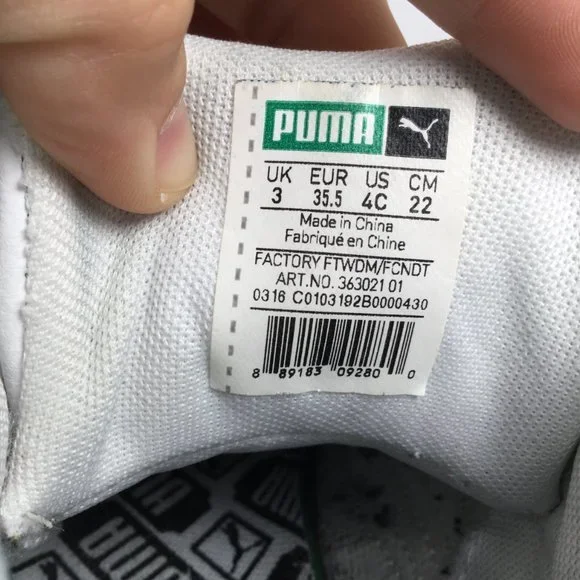 PUMA
UK EUR US CM
3 35.5 4C 22
Made in China
Fabriqué en Chine
FACTORY FTWDM/FCNDT
ART.NO. 363021 01
0316 C0103192B0000430
8 89183 09280 0
PUMA